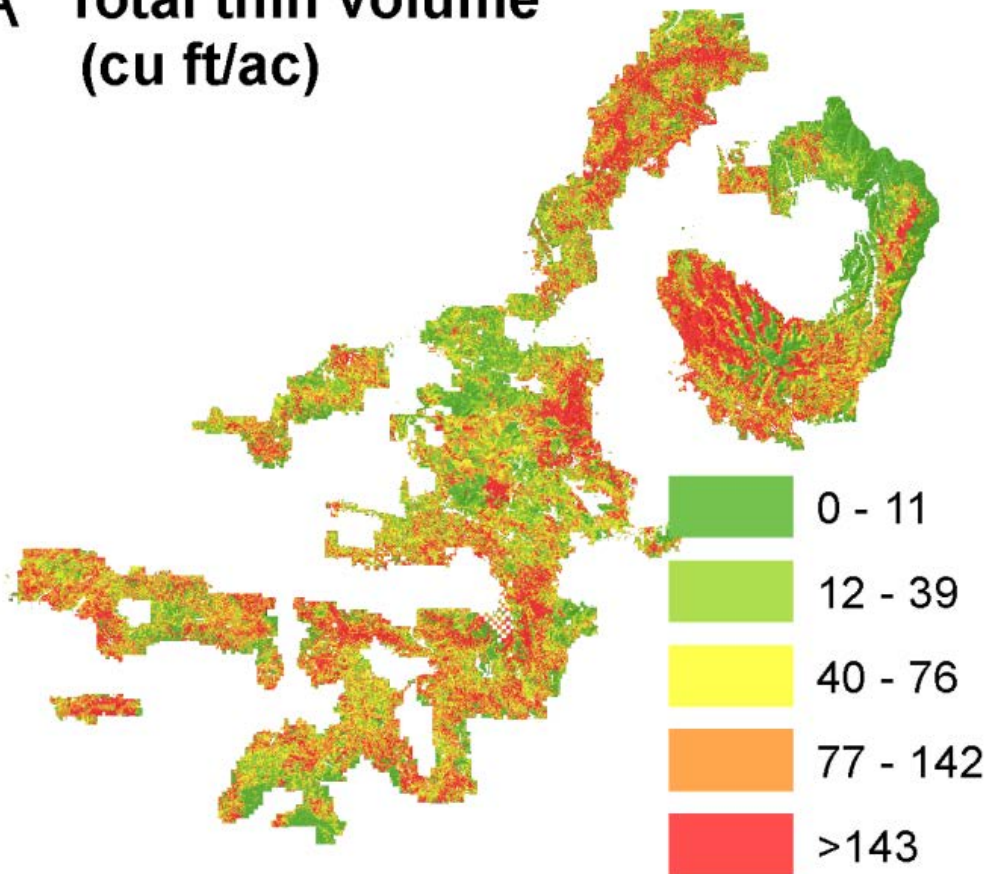 A Total thin volume
(cu ft/ac)
0 - 11
12 - 39
40 - 76
77 - 142
>143